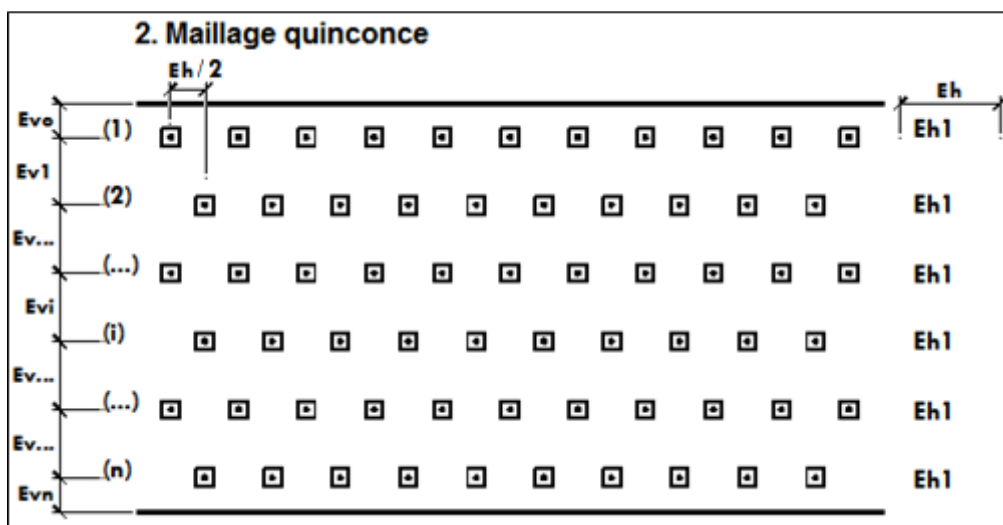 2. Maillage quinconce
Eh/2
Eh
Evo
(1)
Eh1
Ev1
(2)
Eh1
Ev...
(...)
Eh1
Evi
(i)
Eh1
Ev...
(...)
Eh1
Ev...
(n)
Eh1
Evn